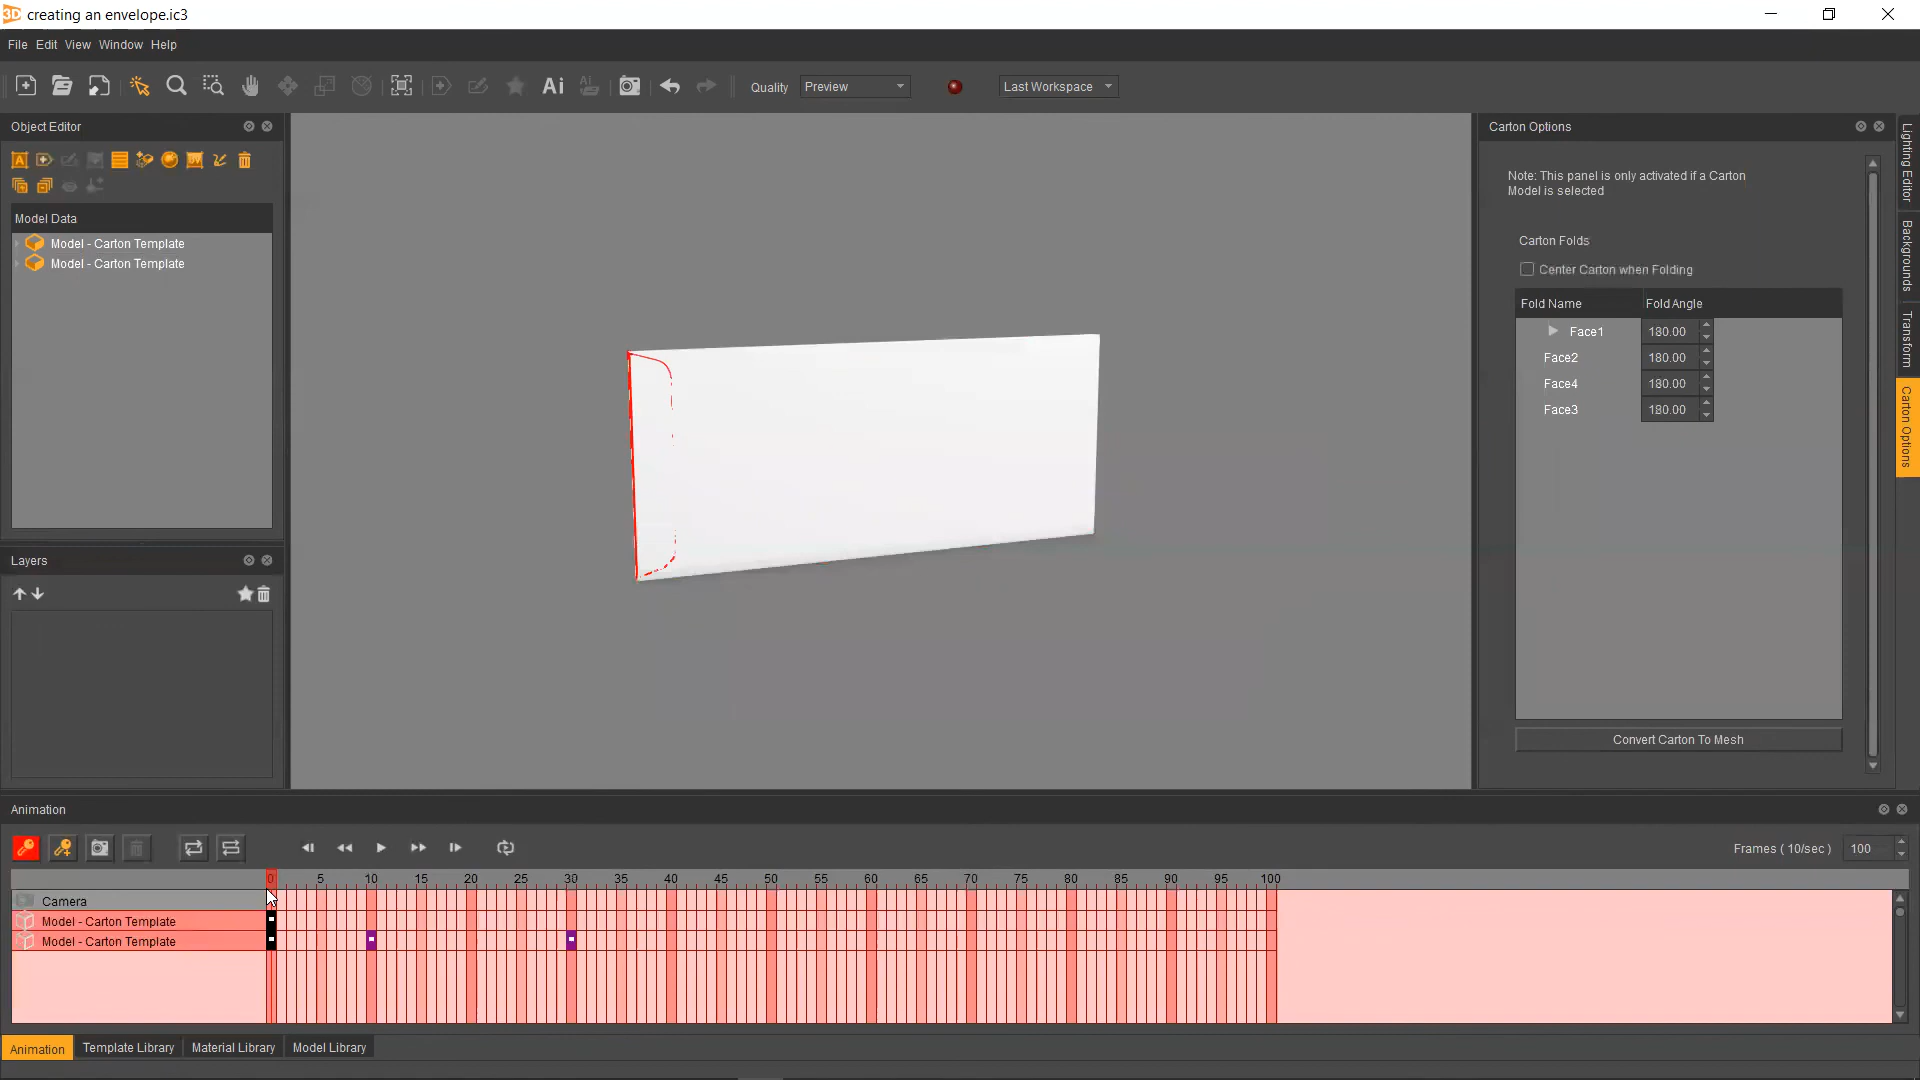 3D creating an envelope.ic3
File Edit View Window Help
Ai Ai Quality Preview Last Workspace
Object Editor
A UV
Model Data
Model - Carton Template
Model - Carton Template
Layers
Carton Options
Note: This panel is only activated if a Carton
Model is selected
Carton Folds
Center Carton when Folding
Fold Name Fold Angle
Face1 180.00
Face2 180.00
Face4 180.00
Face3 180.00
Convert Carton To Mesh
Lighting Editor
Backgrounds
Transform
Carton Options
Animation
Frames ( 10/sec ) 100
0 5 10 15 20 25 30 35 40 45 50 55 60 65 70 75 80 85 90 95 100
Camera
Model - Carton Template
Model - Carton Template
Animation Template Library Material Library Model Library